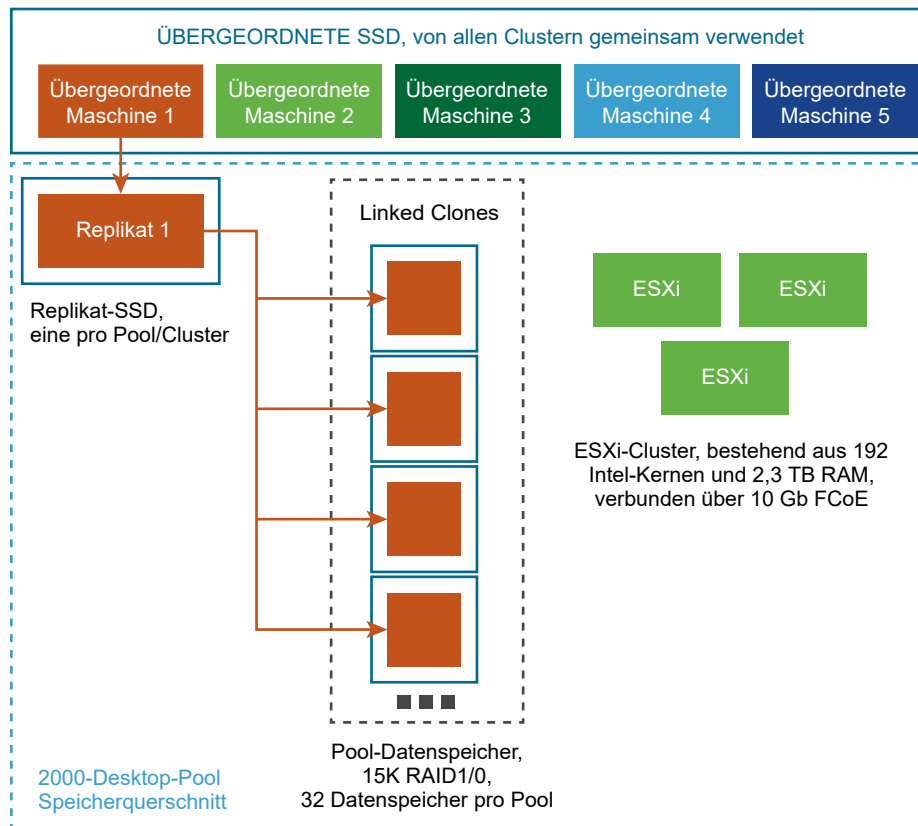 ÜBERGEORDNETE SSD, von allen Clustern gemeinsam verwendet
Übergeordnete
Maschine 1
Übergeordnete
Maschine 2
Übergeordnete
Maschine 3
Übergeordnete
Maschine 4
Übergeordnete
Maschine 5
Replikat 1
Replikat-SSD,
eine pro Pool/Cluster
Linked Clones
ESXi
ESXi
ESXi
ESXi-Cluster, bestehend aus 192
Intel-Kernen und 2,3 TB RAM,
verbunden über 10 Gb FCoE
Pool-Datenspeicher,
15K RAID1/0,
32 Datenspeicher pro Pool
2000-Desktop-Pool
Speicherquerschnitt